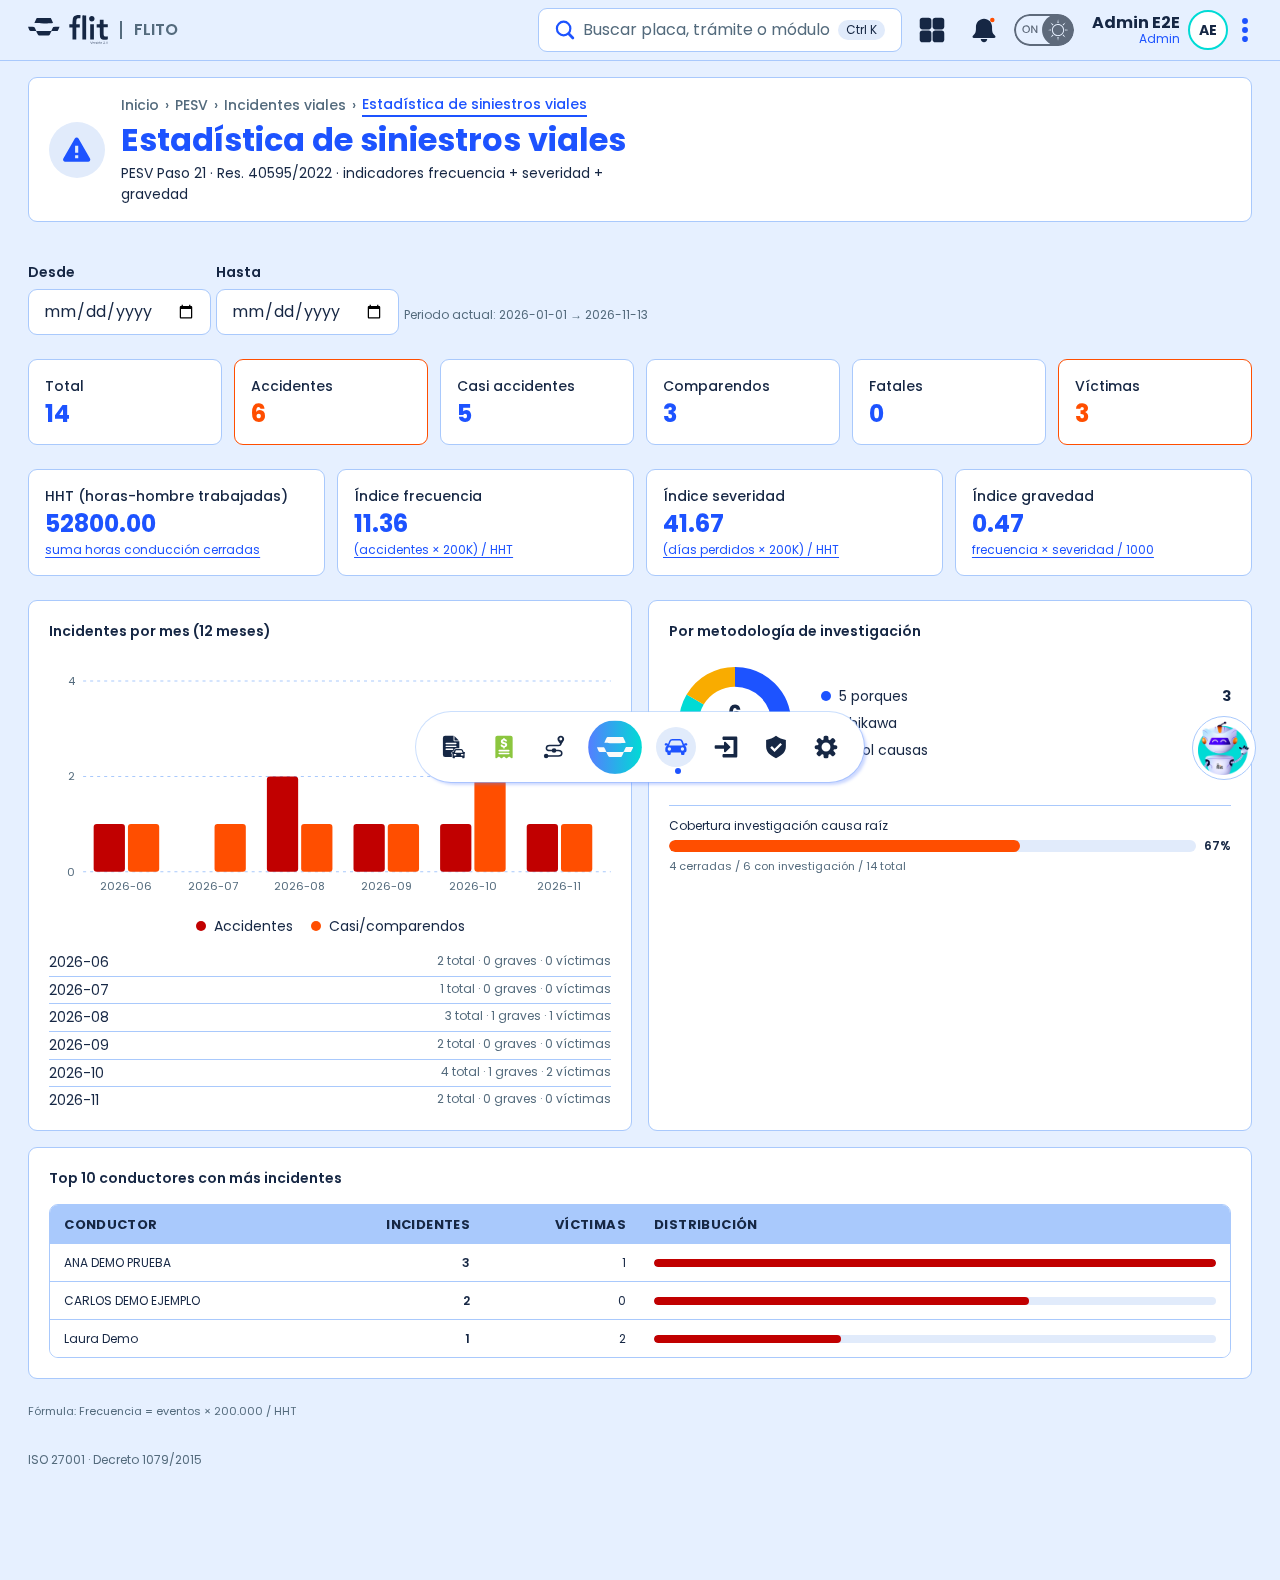 flit | FLITO
Buscar placa, trámite o módulo Ctrl K
ON
Admin E2E
Admin
AE
Inicio › PESV › Incidentes viales › Estadística de siniestros viales
Estadística de siniestros viales
PESV Paso 21 · Res. 40595/2022 · indicadores frecuencia + severidad +
gravedad
Desde
Hasta
mm/dd/yyyy
mm/dd/yyyy
Periodo actual: 2026-01-01 → 2026-11-13
Total
14
Accidentes
6
Casi accidentes
5
Comparendos
3
Fatales
0
Víctimas
3
HHT (horas-hombre trabajadas)
52800.00
suma horas conducción cerradas
Índice frecuencia
11.36
(accidentes × 200K) / HHT
Índice severidad
41.67
(días perdidos × 200K) / HHT
Índice gravedad
0.47
frecuencia × severidad / 1000
Incidentes por mes (12 meses)
4
2
0
2026-06
2026-07
2026-08
2026-09
2026-10
2026-11
Accidentes
Casi/comparendos
2026-06 2 total · 0 graves · 0 víctimas
2026-07 1 total · 0 graves · 0 víctimas
2026-08 3 total · 1 graves · 1 víctimas
2026-09 2 total · 0 graves · 0 víctimas
2026-10 4 total · 1 graves · 2 víctimas
2026-11 2 total · 0 graves · 0 víctimas
Por metodología de investigación
5 porques 3
causas
Cobertura investigación causa raíz
67%
4 cerradas / 6 con investigación / 14 total
Top 10 conductores con más incidentes
CONDUCTOR INCIDENTES VÍCTIMAS DISTRIBUCIÓN
ANA DEMO PRUEBA 3 1
CARLOS DEMO EJEMPLO 2 0
Laura Demo 1 2
Fórmula: Frecuencia = eventos × 200.000 / HHT
ISO 27001 · Decreto 1079/2015